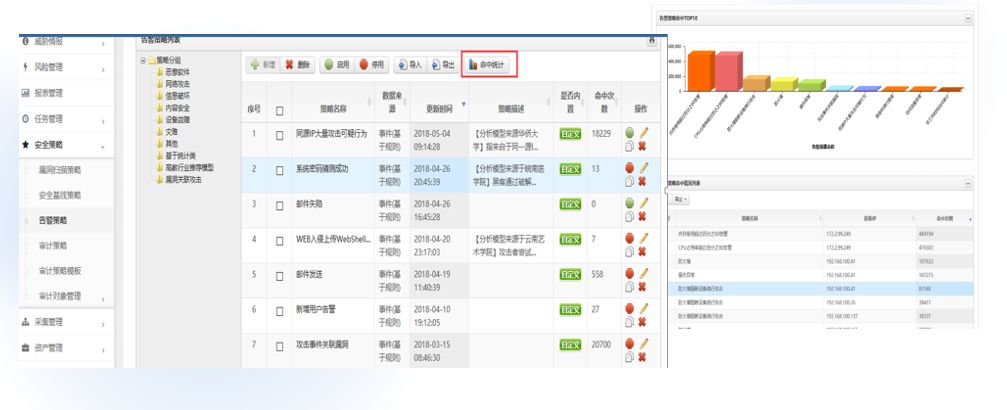 威胁情报
风险管理
报表管理
任务管理
安全策略
漏洞扫描策略
安全基线策略
告警策略
审计策略
审计策略模板
审计对象管理
采集管理
资产管理
告警策略列表
策略分组
恶意软件
网络攻击
信息破坏
内容安全
设备故障
灾难
其他
基于统计类
高教行业推荐模型
漏洞关联攻击
新增 删除 启用 停用 导入 导出 命中统计
序号 策略名称 数据来源 更新时间 策略描述 是否内置 命中次数 操作
1 同源IP大量攻击可疑行为 事件(基于规则) 2018-05-04 09:14:28 【分析模型来源华侨大学】指来自于同一源I... 自定义 18229
2 系统密码猜测成功 事件(基于规则) 2018-04-26 20:45:39 【分析模型来源皖南医学院】黑客通过破解... 自定义 13
3 邮件失陷 事件(基于规则) 2018-04-26 16:45:28 自定义 0
4 WEB入侵上传WebShell... 事件(基于规则) 2018-04-20 23:17:03 【分析模型来源于云南艺术学院】攻击者尝试... 自定义 7
5 邮件发送 事件(基于规则) 2018-04-19 11:40:39 自定义 558
6 新增用户告警 事件(基于规则) 2018-04-10 19:12:05 自定义 27
7 攻击事件关联漏洞 事件(基于规则) 2018-03-15 08:46:30 自定义 20700
告警策略命中TOP10
600,000
400,000
200,000
0
告警策略名称
策略命中情况列表
导出
策略名称 设备IP 命中次数
内存使用超过百分之90告警 172.2.99.249 484194
CPU占用率超过百分之90告警 172.2.99.249 476503
防火墙 192.168.100.41 107923
操作异常 192.168.100.41 107275
防火墙阻断设备被行攻击 192.168.100.41 83148
防火墙阻断设备被行攻击 192.168.100.26 38417
防火墙阻断设备被行攻击 192.168.100.137 38337